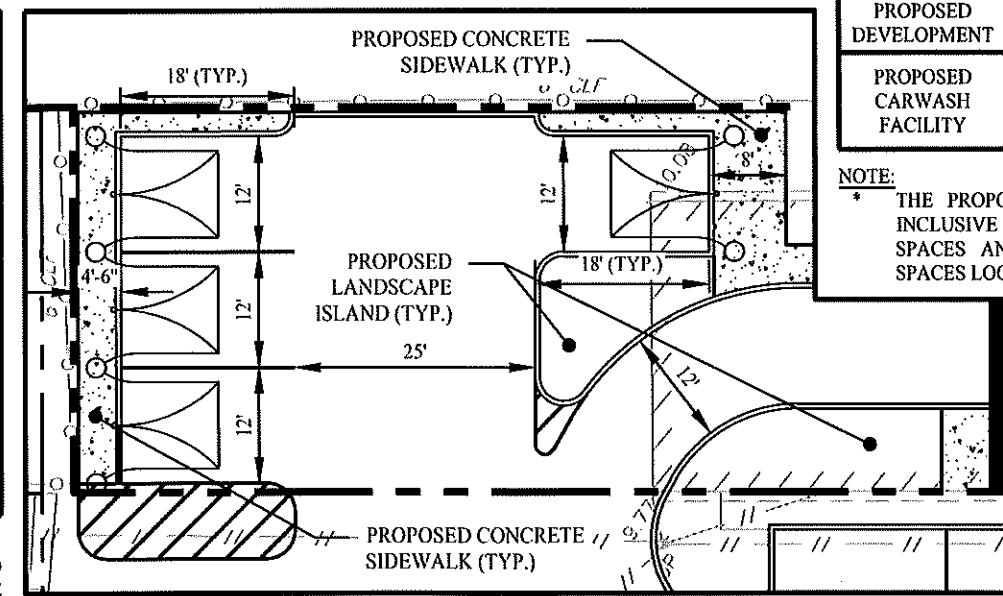 PROPOSED
DEVELOPMENT
PROPOSED
CARWASH
FACILITY
PROPOSED CONCRETE
SIDEWALK (TYP.)
18' (TYP.)
12'
12'
8'
NOTE:
* THE PROPO
INCLUSIVE
SPACES AN
SPACES LOC
4'-6"
PROPOSED
LANDSCAPE
ISLAND (TYP.)
18' (TYP.)
12'
25'
12'
12'
PROPOSED CONCRETE
SIDEWALK (TYP.)
9.77